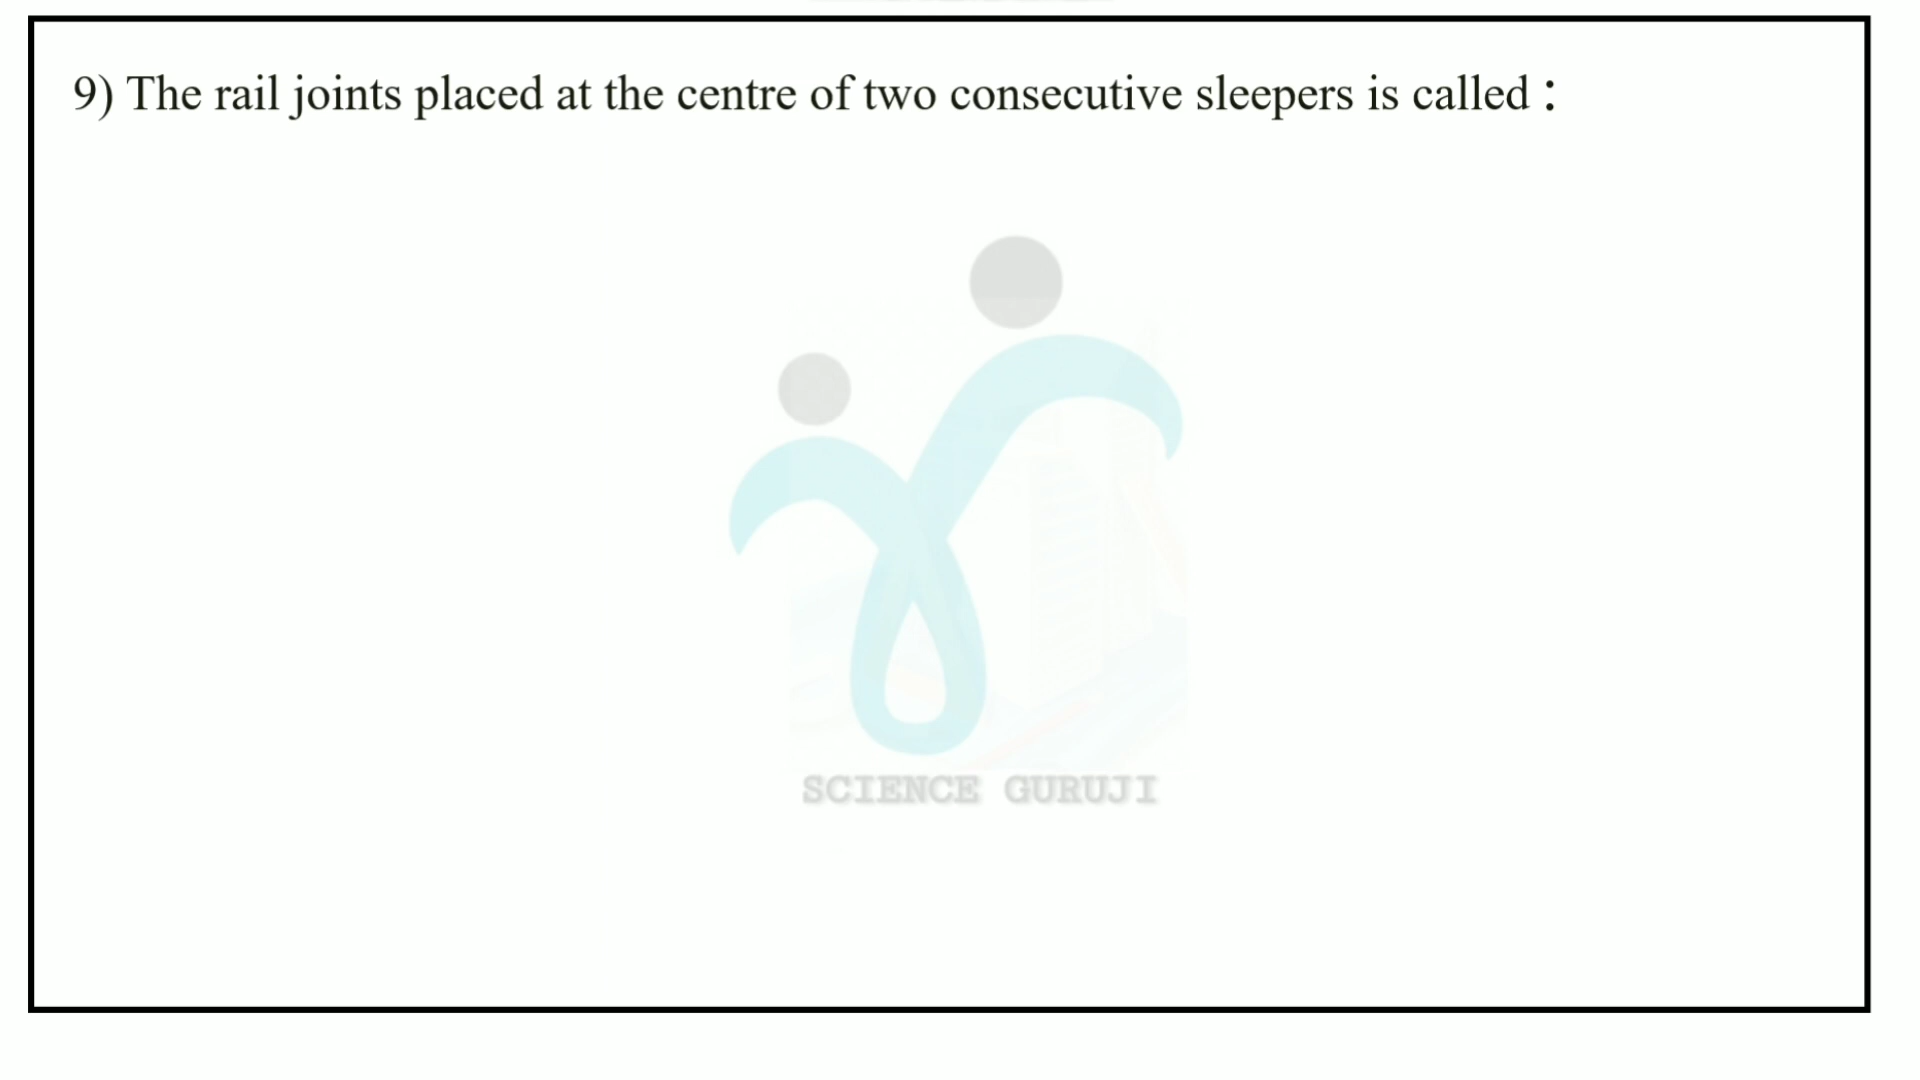 9) The rail joints placed at the centre of two consecutive sleepers is called :
SCIENCE GURUJI